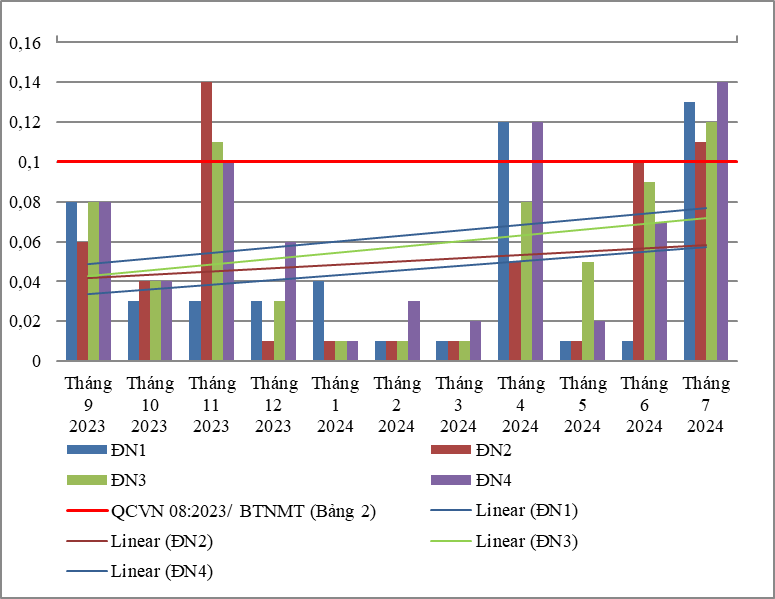 0,16
0,14
0,12
0,1
0,08
0,06
0,04
0,02
0
Tháng Tháng Tháng Tháng Tháng Tháng Tháng Tháng Tháng Tháng Tháng
9 10 11 12 1 2 3 4 5 6 7
2023 2023 2023 2023 2024 2024 2024 2024 2024 2024 2024
ĐN1 ĐN2
ĐN3 ĐN4
QCVN 08:2023/ BTNMT (Bảng 2) Linear (ĐN1)
Linear (ĐN2) Linear (ĐN3)
Linear (ĐN4)